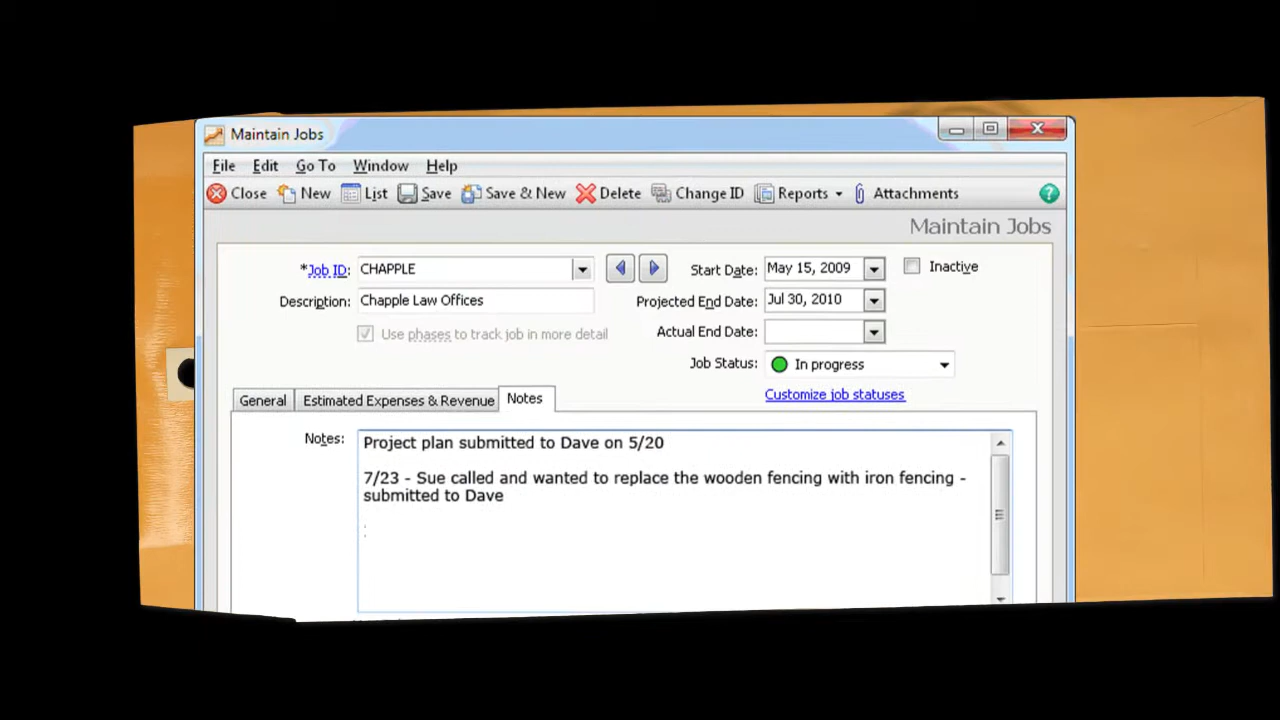 Maintain Jobs
File Edit Go To Window Help
Close New List Save Save & New Delete Change ID Reports Attachments ?
Maintain Jobs
*Job ID: CHAPPLE Start Date: May 15, 2009 Inactive
Description: Chapple Law Offices Projected End Date: Jul 30, 2010
Use phases to track job in more detail Actual End Date:
Job Status: In progress
Customize job statuses
General Estimated Expenses & Revenue Notes
Notes: Project plan submitted to Dave on 5/20
7/23 - Sue called and wanted to replace the wooden fencing with iron fencing -
submitted to Dave